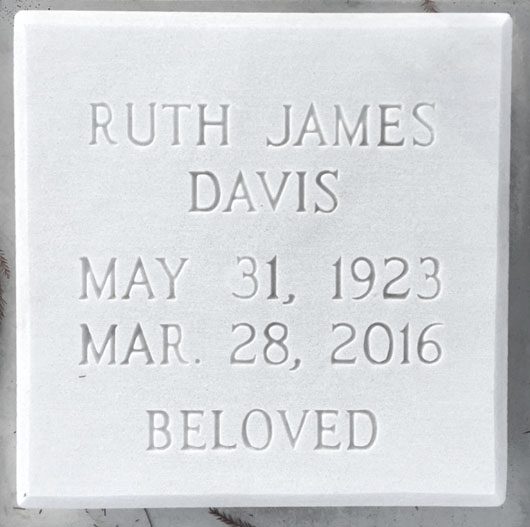 RUTH JAMES
DAVIS
MAY 31, 1923
MAR. 28, 2016
BELOVED